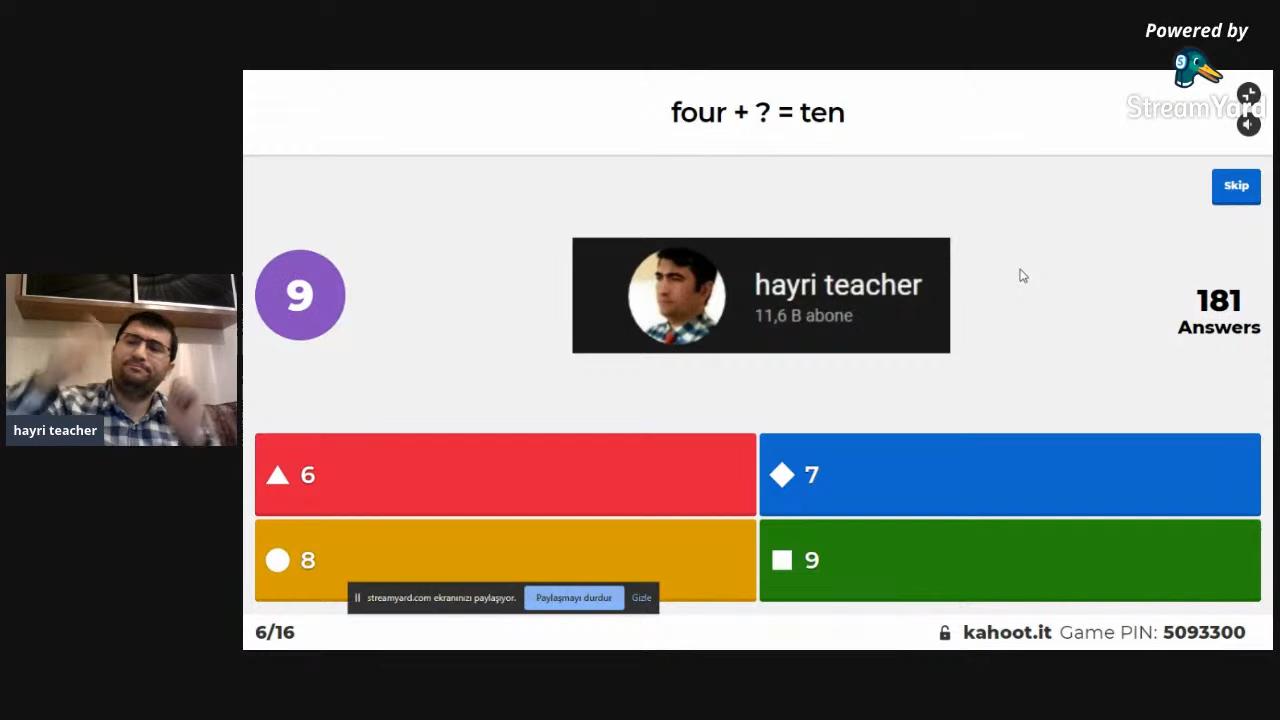 Powered by
StreamYard
four + ? = ten
Skip
9
hayri teacher
11,6 B abone
181
Answers
hayri teacher
6
7
8
9
streamyard.com ekranınızı paylaşıyor.
Paylaşmayı durdur
Gizle
6/16
kahoot.it Game PIN: 5093300